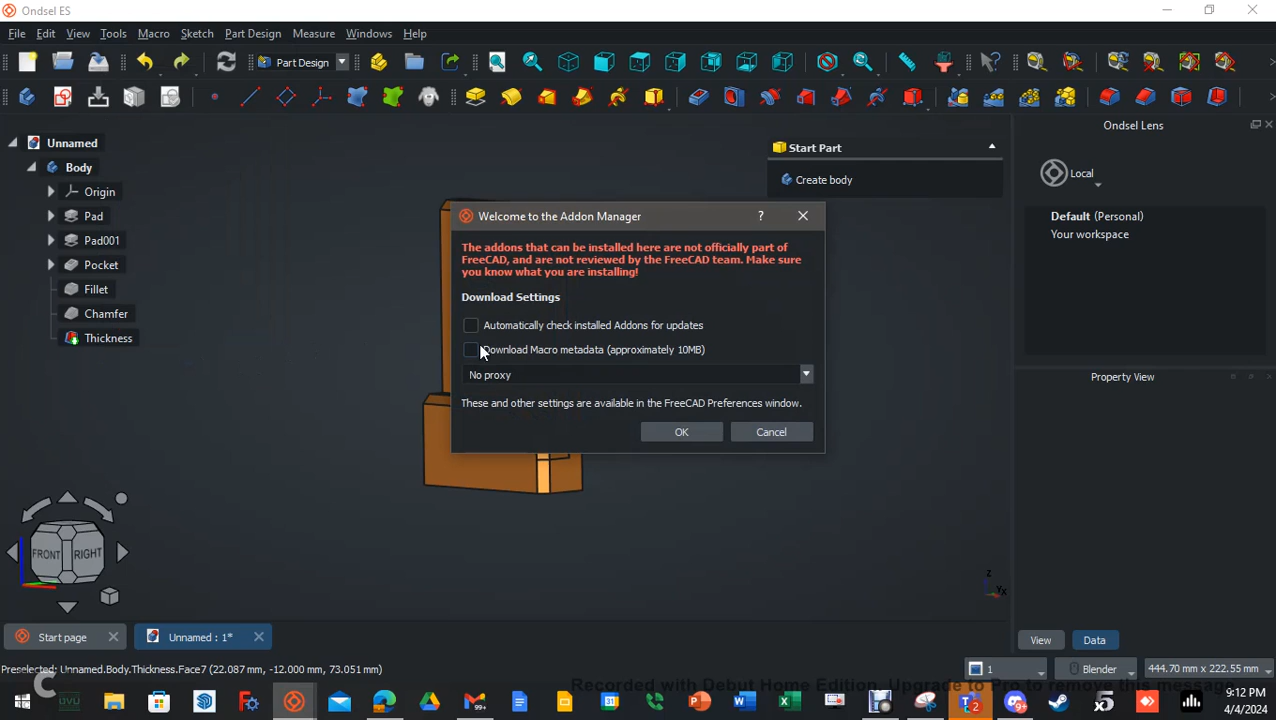 Ondsel ES
File Edit View Tools Macro Sketch Part Design Measure Windows Help
Part Design
Unnamed
Body
Origin
Pad
Pad001
Pocket
Fillet
Chamfer
Thickness
Start Part
Create body
Ondsel Lens
Local
Default (Personal)
Your workspace
Property View
Welcome to the Addon Manager
?
The addons that can be installed here are not officially part of
FreeCAD, and are not reviewed by the FreeCAD team. Make sure
you know what you are installing!
Download Settings
Automatically check installed Addons for updates
Download Macro metadata (approximately 10MB)
No proxy
These and other settings are available in the FreeCAD Preferences window.
OK Cancel
FRONT RIGHT
Z
Start page Unnamed : 1*
View Data
Preselected: Unnamed.Body.Thickness.Face7 (22.087 mm, -12.000 mm, 73.051 mm)
1 Blender 444.70 mm x 222.55 mm
Recorded with Debut Home Edition. Upgrade to Pro to remove this message
UVU
99+
31
2
9:12 PM
4/4/2024